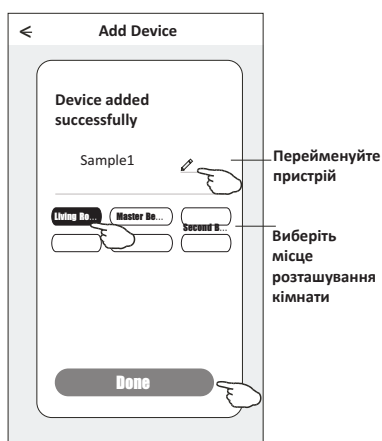 Add Device
Device added
successfully
Sample1
Перейменуйте
пристрій
Living Ro...
Master Be...
Second B...
Виберіть
місце
розташування
кімнати
Done